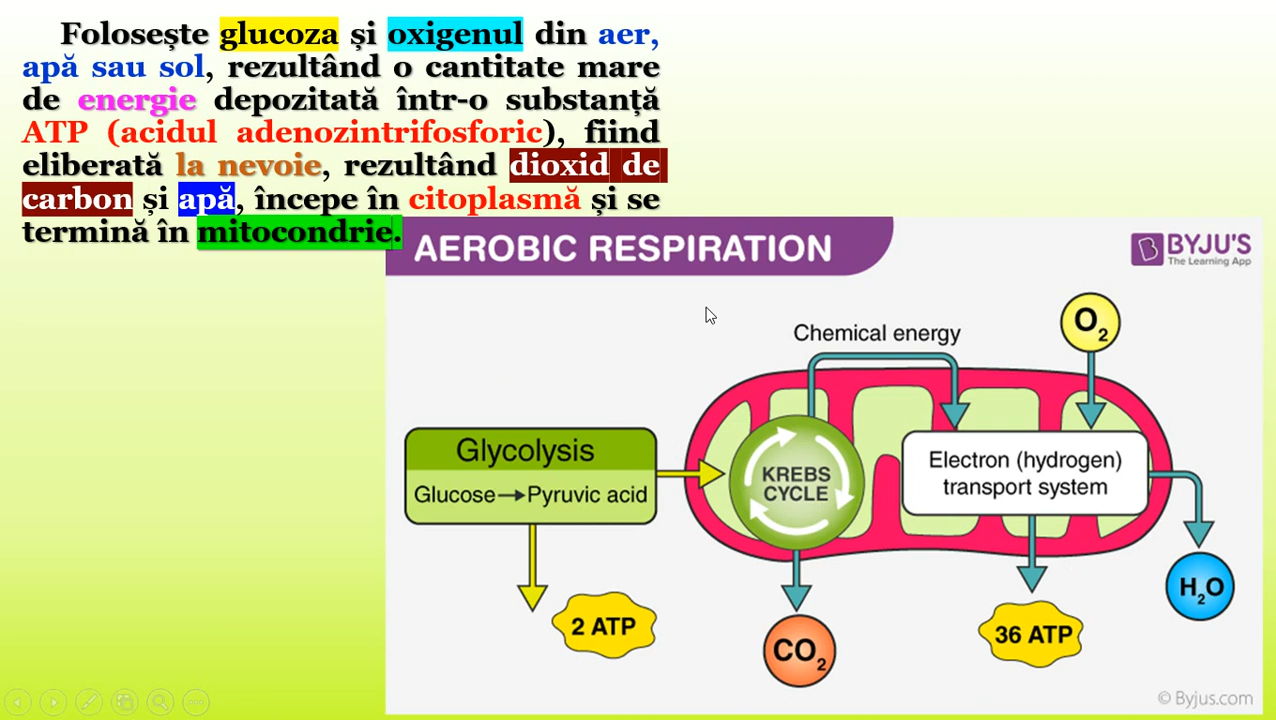 Folosește glucoza și oxigenul din aer,
apă sau sol, rezultând o cantitate mare
de energie depozitată într-o substanță
ATP (acidul adenozintrifosforic), fiind
eliberată la nevoie, rezultând dioxid de
carbon și apă, începe în citoplasmă și se
termină în mitocondrie.
AEROBIC RESPIRATION
BYJU'S
The Learning App
O2
Chemical energy
Glycolysis
Glucose→Pyruvic acid
KREBS
CYCLE
Electron (hydrogen)
transport system
2 ATP
CO2
36 ATP
H2O
© Byjus.com